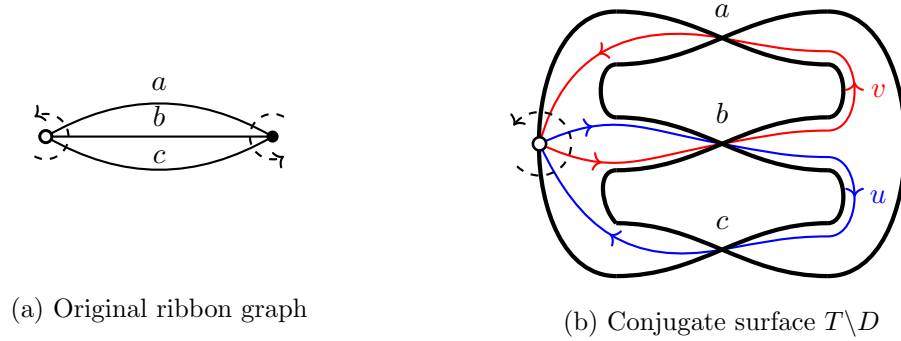 a
b
c
(a) Original ribbon graph
a
v
b
u
c
(b) Conjugate surface T\D